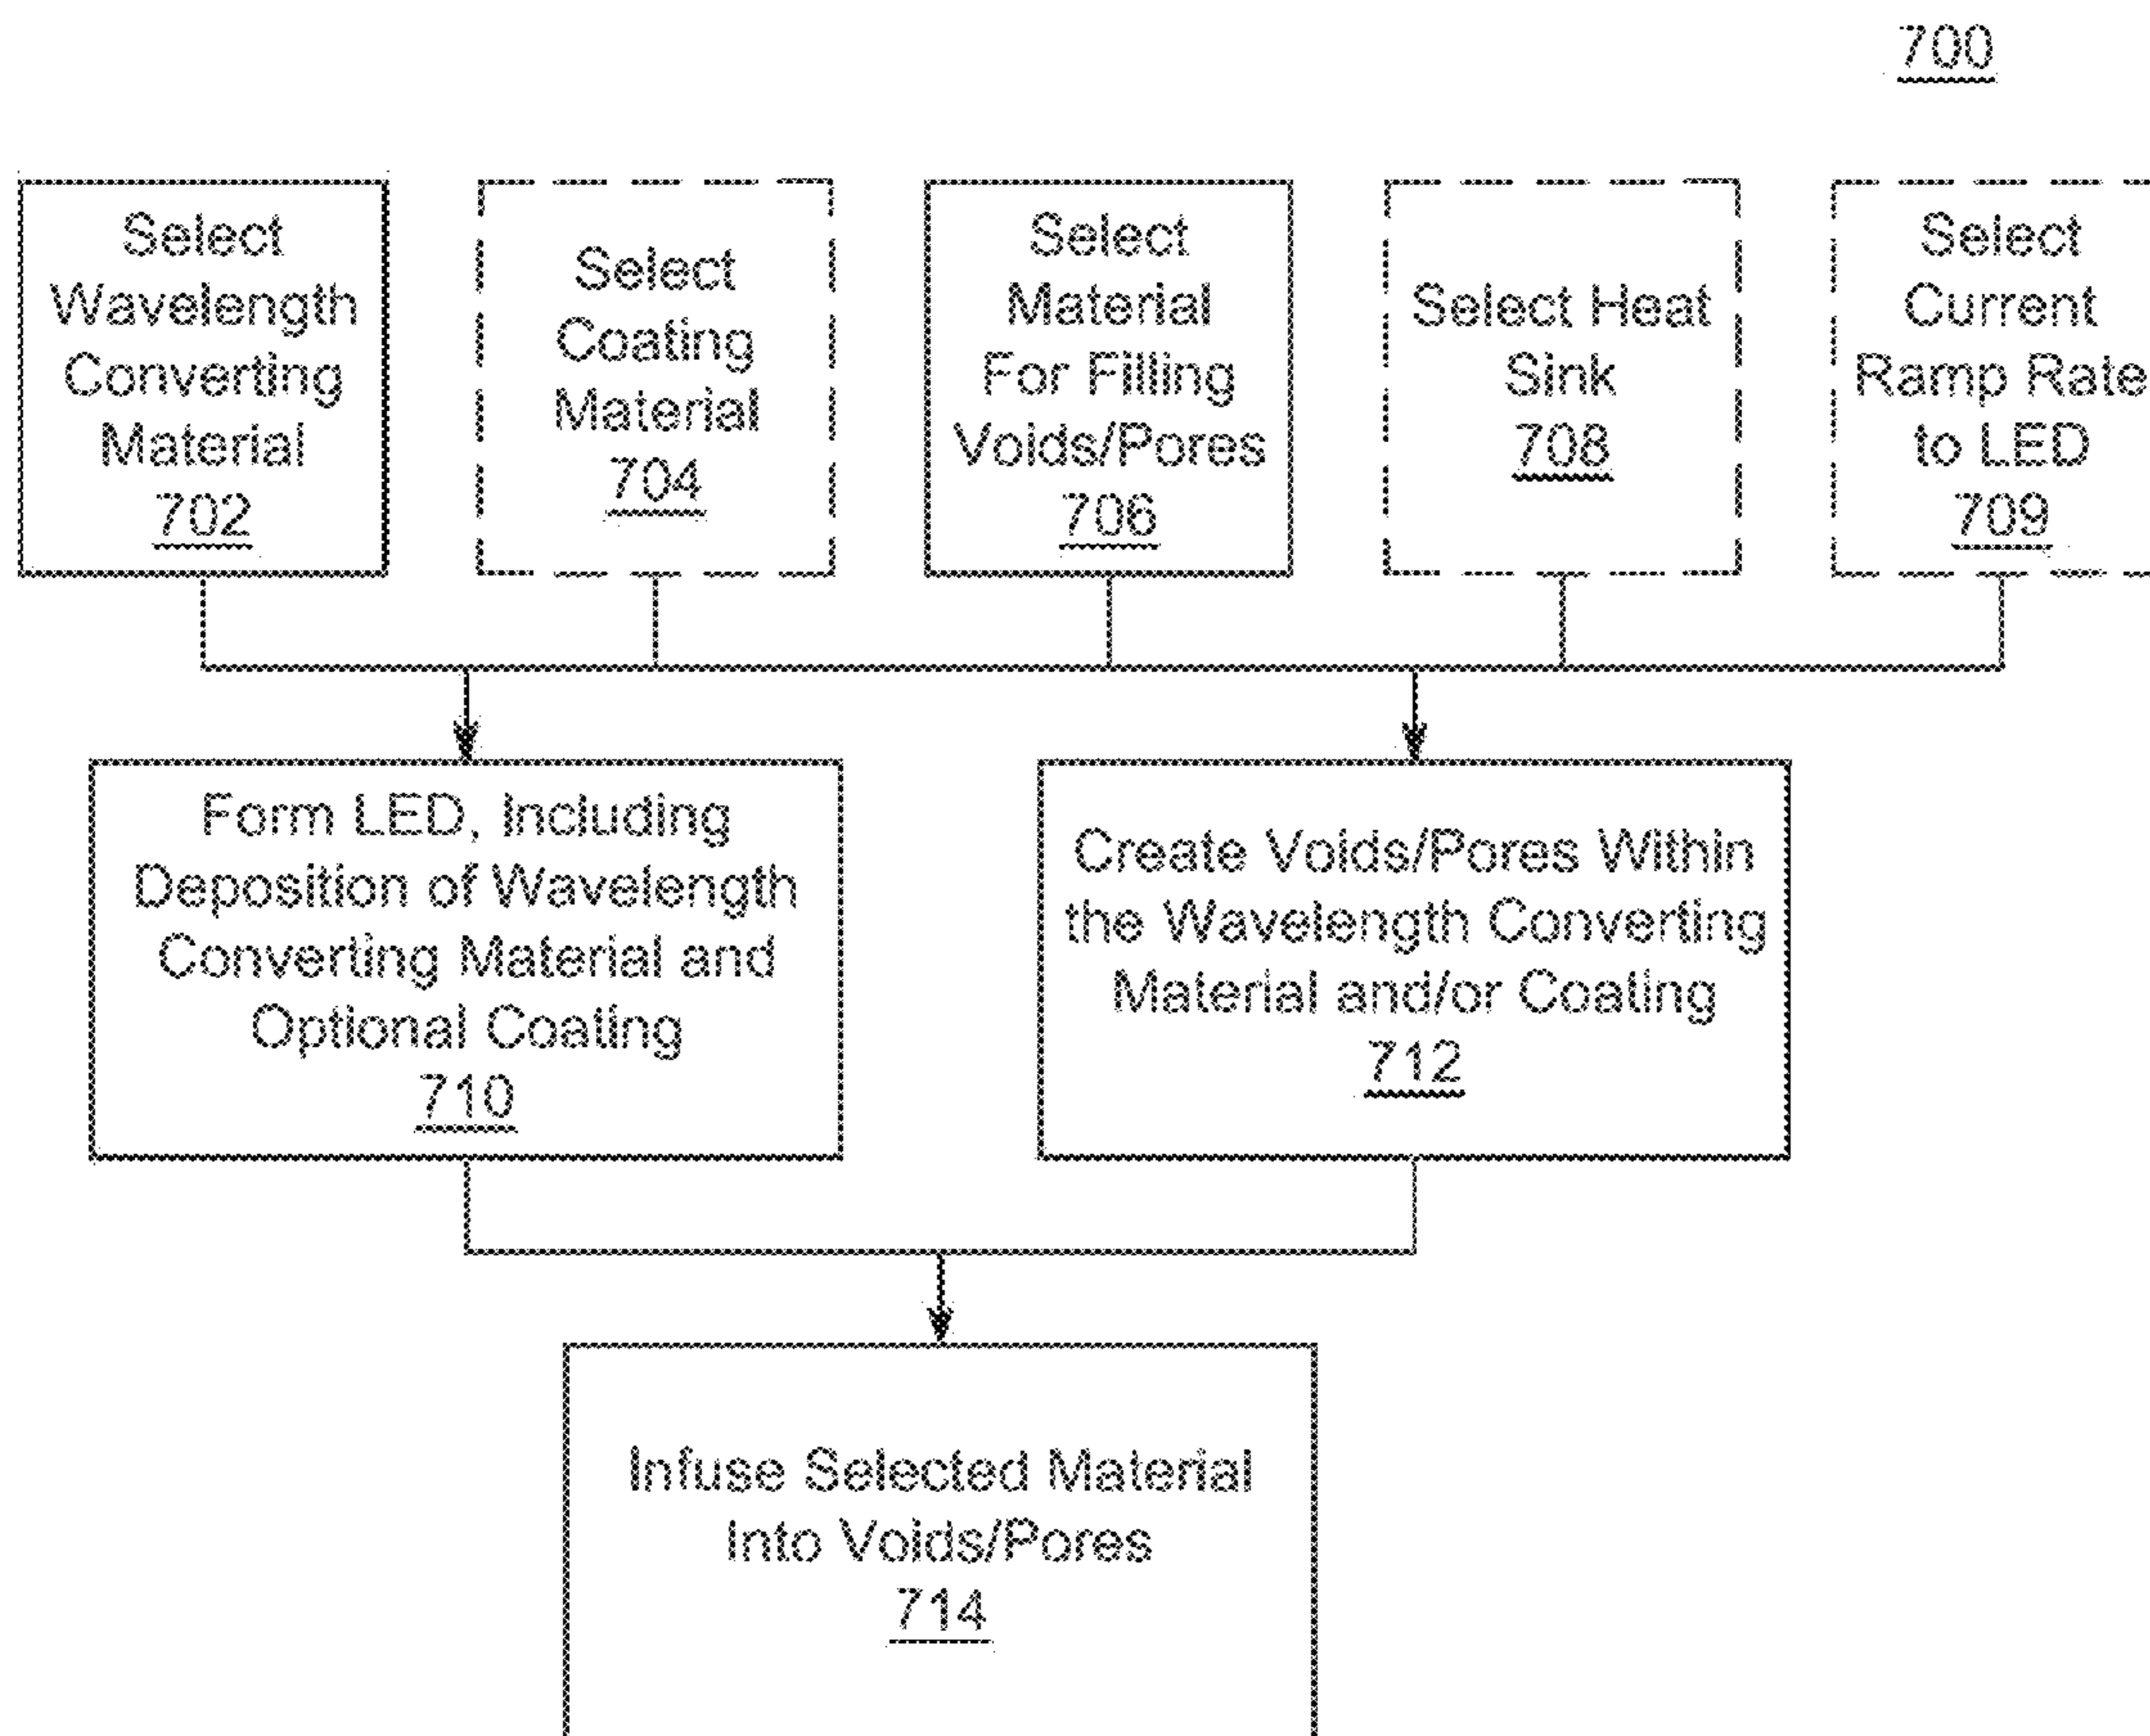 700
Select
Wavelength
Converting
Material
702
Select
Coating
Material
704
Select
Material
For Filling
Voids/Pores
706
Select Heat
Sink
708
Select
Current
Ramp Rate
to LED
709
Form LED, Including
Deposition of Wavelength
Converting Material and
Optional Coating
710
Create Voids/Pores Within
the Wavelength Converting
Material and/or Coating
712
Infuse Selected Material
Into Voids/Pores
714